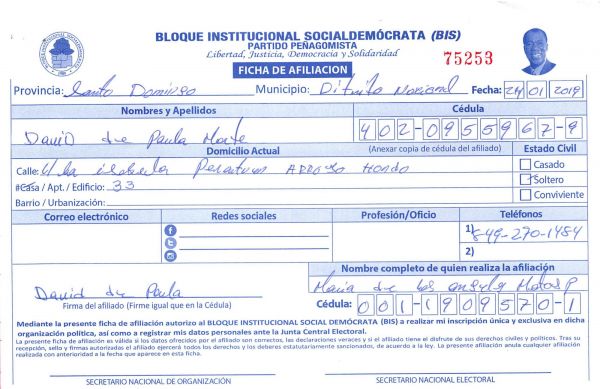 BLOQUE INSTITUCIONAL SOCIALDEMÓCRATA (BIS)
PARTIDO PEÑAGOMISTA
Libertad, Justicia, Democracia y Solidaridad
75253
FICHA DE AFILIACION
Provincia: Santo Domingo Municipio: Distrito Nacional Fecha: 24/01/2019
Nombres y Apellidos Cédula
David de Paula Mate 402-0955967-9
Domicilio Actual (Anexar copia de cédula del afiliado) Estado Civil
Calle: Arroyo Hondo Casado
#Casa / Apt. / Edificio: 33 Soltero
Barrio / Urbanización: Conviviente
Correo electrónico Redes sociales Profesión/Oficio Teléfonos
1) 849-270-1484
2)
Nombre completo de quien realiza la afiliación
David de Paula Maria de los Matos P
Firma del afiliado (Firme igual que en la Cédula) Cédula: 001-1909570-1
Mediante la presente ficha de afiliación autorizo al BLOQUE INSTITUCIONAL SOCIAL DEMÓCRATA (BIS) a realizar mi inscripción única y exclusiva en dicha
organización política, así como a registrar mis datos personales ante la Junta Central Electoral.
La presente ficha de afiliación es válida si los datos ofrecidos por el afiliado son correctos, las declaraciones veraces y si el afiliado tiene el disfrute de sus derechos civiles y políticos. Tras su
recepción, sello y firmas autorizadas el afiliado ejercerá todos los derechos y los deberes estatutariamente sancionados, de acuerdo a la ley. La presente afiliación anula cualquier afiliación
realizada con anterioridad a la fecha que aparece en esta ficha.
SECRETARIO NACIONAL DE ORGANIZACIÓN SECRETARIO NACIONAL ELECTORAL